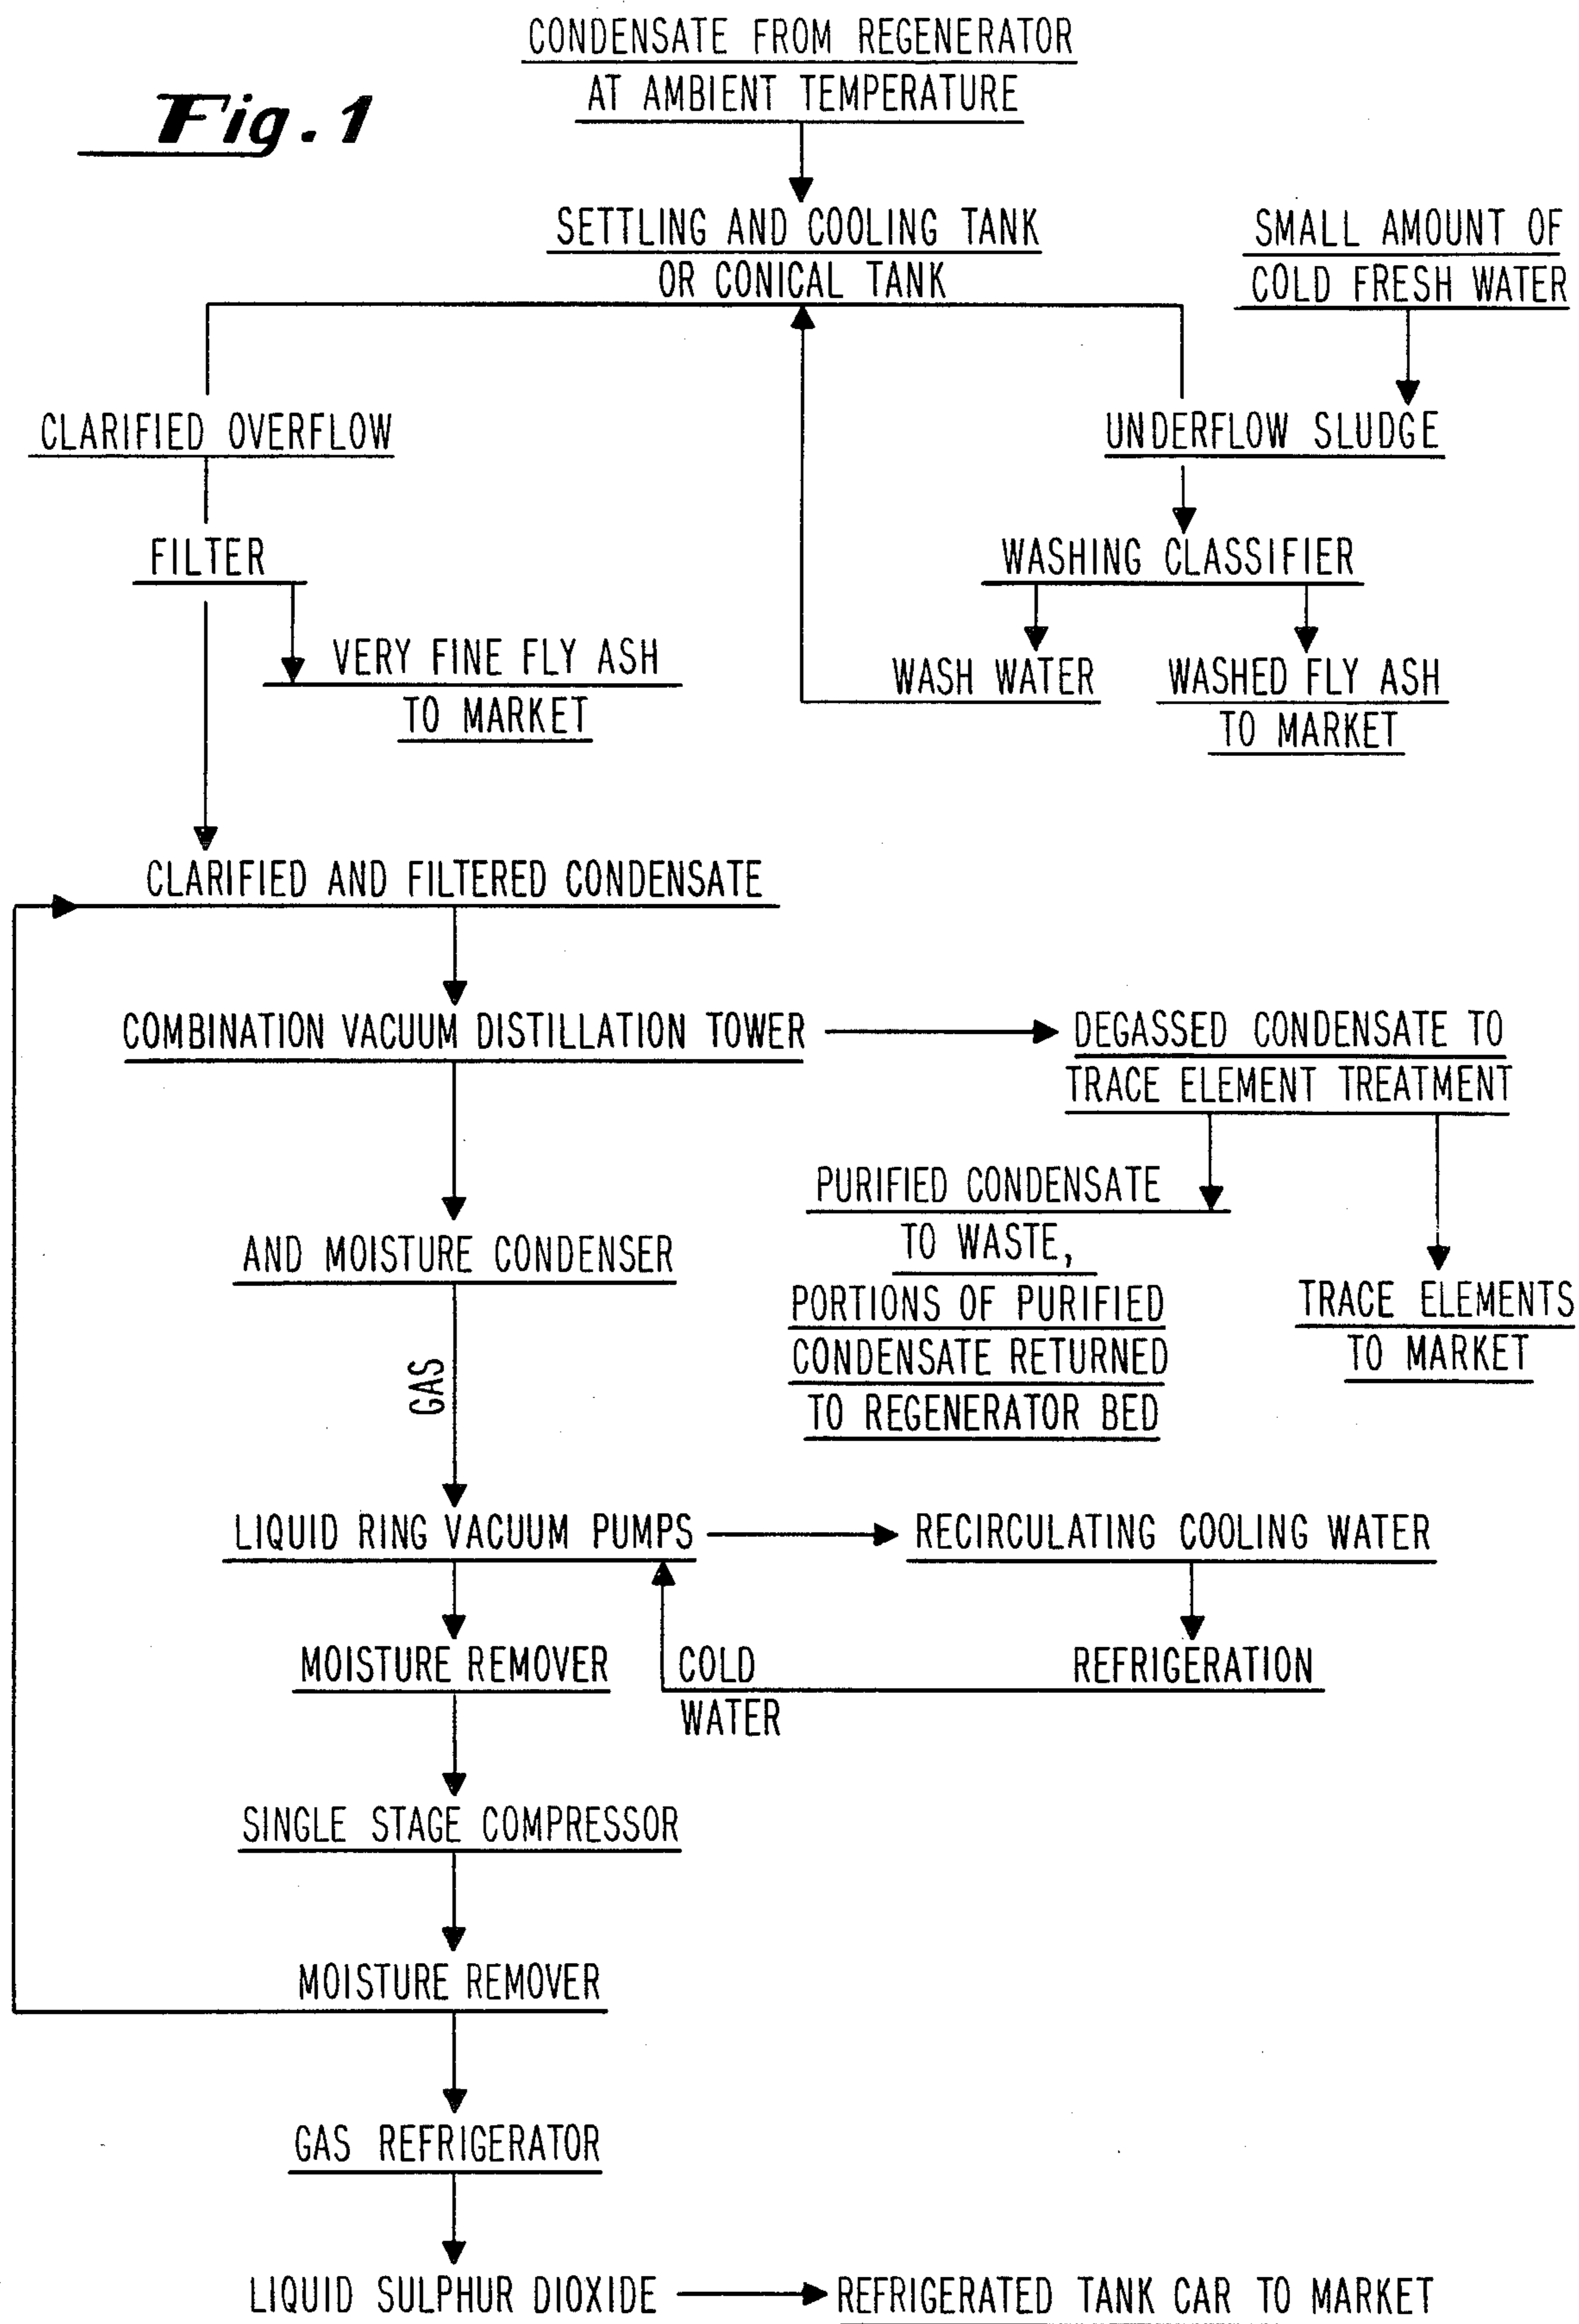 CONDENSATE FROM REGENERATOR
AT AMBIENT TEMPERATURE
Fig. 1
SETTLING AND COOLING TANK
OR CONICAL TANK
SMALL AMOUNT OF
COLD FRESH WATER
CLARIFIED OVERFLOW
UNDERFLOW SLUDGE
FILTER
WASHING CLASSIFIER
VERY FINE FLY ASH
TO MARKET
WASH WATER
WASHED FLY ASH
TO MARKET
CLARIFIED AND FILTERED CONDENSATE
COMBINATION VACUUM DISTILLATION TOWER
DEGASSED CONDENSATE TO
TRACE ELEMENT TREATMENT
PURIFIED CONDENSATE
TO WASTE,
PORTIONS OF PURIFIED
CONDENSATE RETURNED
TO REGENERATOR BED
TRACE ELEMENTS
TO MARKET
AND MOISTURE CONDENSER
GAS
LIQUID RING VACUUM PUMPS
RECIRCULATING COOLING WATER
MOISTURE REMOVER
COLD
WATER
REFRIGERATION
SINGLE STAGE COMPRESSOR
MOISTURE REMOVER
GAS REFRIGERATOR
LIQUID SULPHUR DIOXIDE
REFRIGERATED TANK CAR TO MARKET